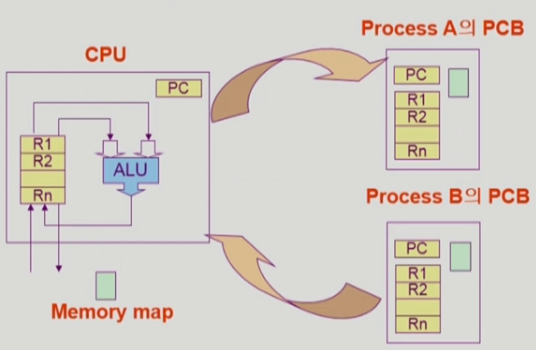 Process A의 PCB
CPU
PC
R1
R2
Rn
ALU
Memory map
PC
R1
R2
Rn
Process B의 PCB
PC
R1
R2
Rn